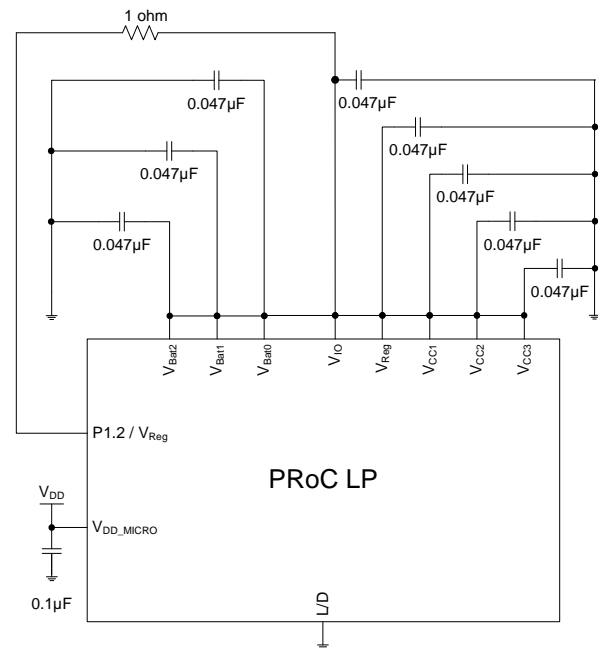 1 ohm
0.047µF
0.047µF
0.047µF
0.047µF
0.047µF
0.047µF
0.047µF
0.047µF
VBat2
VBat1
VBat0
VIO
VReg
VCC1
VCC2
VCC3
P1.2 / VReg
PRoC LP
VDD
VDD_MICRO
0.1µF
L/D